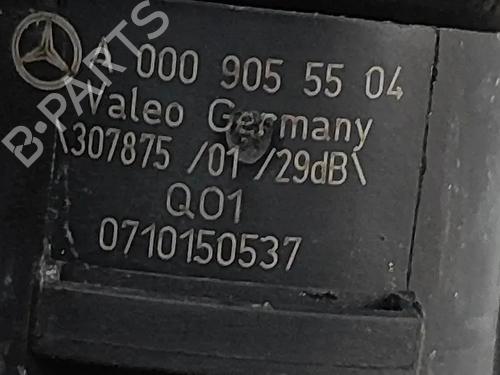 A 000 905 55 04
Valeo Germany
\307875 /01 /29dB\
Q01
0710150537
B-PARTS